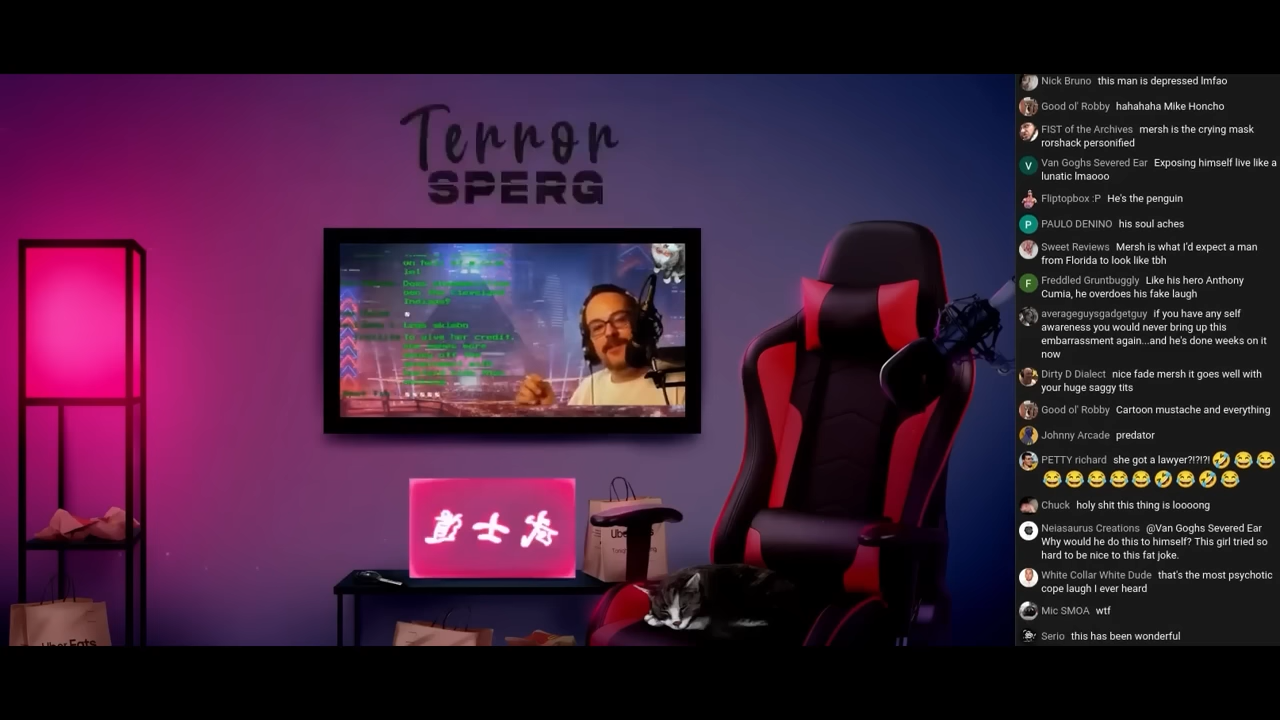 Terror
SPERG
道士炎
Uber Eats
Nick Bruno this man is depressed lmfao
Good ol' Robby hahahaha Mike Honcho
FIST of the Archives mersh is the crying mask
rorshack personified
V Van Goghs Severed Ear Exposing himself live like a
lunatic lmaooo
Fliptopbox :P He's the penguin
P PAULO DENINO his soul aches
Sweet Reviews Mersh is what I'd expect a man
from Florida to look like tbh
F Freddled Gruntbuggly Like his hero Anthony
Cumia, he overdoes his fake laugh
averageguysgadgetguy if you have any self
awareness you would never bring up this
embarrassment again...and he's done weeks on it
now
Dirty D Dialect nice fade mersh it goes well with
your huge saggy tits
Good ol' Robby Cartoon mustache and everything
Johnny Arcade predator
PETTY richard she got a lawyer?!?!?! 🤣😂😂
😂😂😂😂😂🤣😂🤣😂
Chuck holy shit this thing is loooong
Neiasaurus Creations @Van Goghs Severed Ear
Why would he do this to himself? This girl tried so
hard to be nice to this fat joke.
White Collar White Dude that's the most psychotic
cope laugh I ever heard
Mic SMOA wtf
Serio this has been wonderful